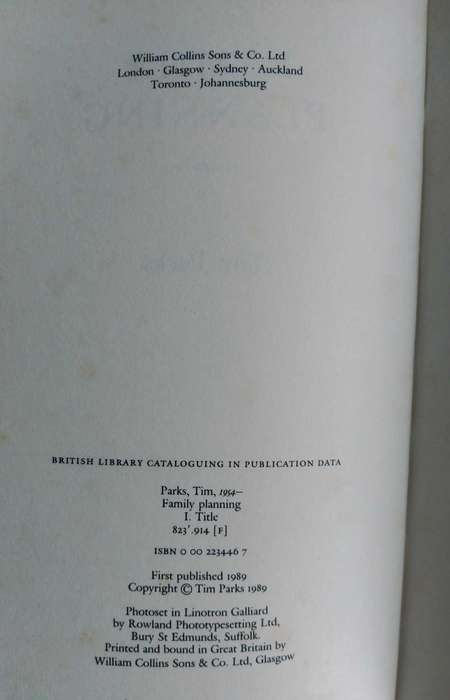 William Collins Sons & Co. Ltd
London · Glasgow · Sydney · Auckland
Toronto · Johannesburg
BRITISH LIBRARY CATALOGUING IN PUBLICATION DATA
Parks, Tim, 1954–
Family planning
I. Title
823'.914 [F]
ISBN 0 00 223446 7
First published 1989
Copyright © Tim Parks 1989
Photoset in Linotron Galliard
by Rowland Phototypesetting Ltd,
Bury St Edmunds, Suffolk.
Printed and bound in Great Britain by
William Collins Sons & Co. Ltd, Glasgow